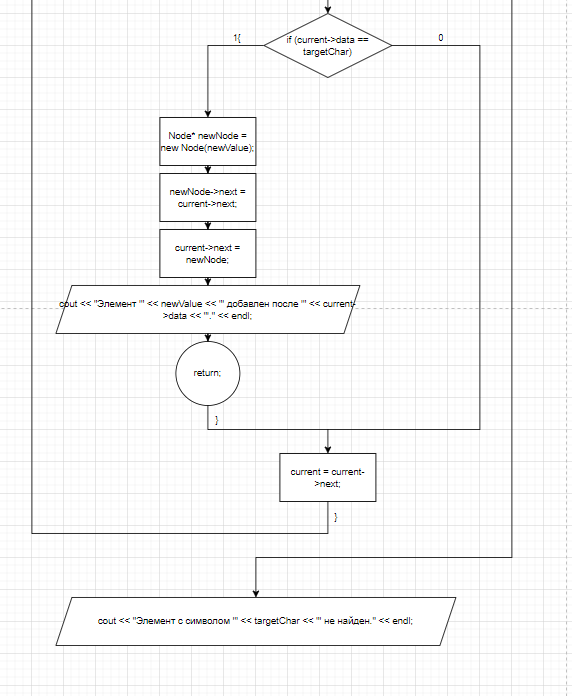 if (current->data ==
targetChar)
1{
0
Node* newNode =
new Node(newValue);
newNode->next =
current->next;
current->next =
newNode;
cout << "Элемент '" << newValue << "' добавлен после '" << current-
>data << "'." << endl;
return;
}
current = current-
>next;
}
cout << "Элемент с символом '" << targetChar << "' не найден." << endl;